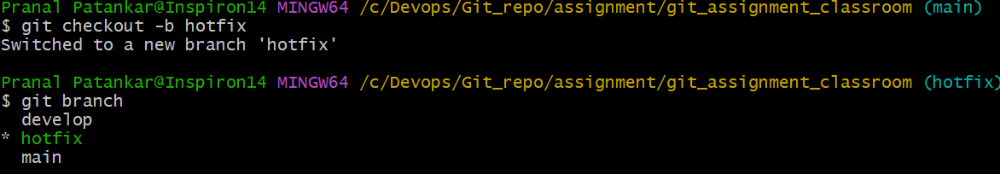 Pranal Patankar@Inspiron14 MINGW64 /c/Devops/Git_repo/assignment/git_assignment_classroom (main)
$ git checkout -b hotfix
Switched to a new branch 'hotfix'
Pranal Patankar@Inspiron14 MINGW64 /c/Devops/Git_repo/assignment/git_assignment_classroom (hotfix)
$ git branch
  develop
* hotfix
  main